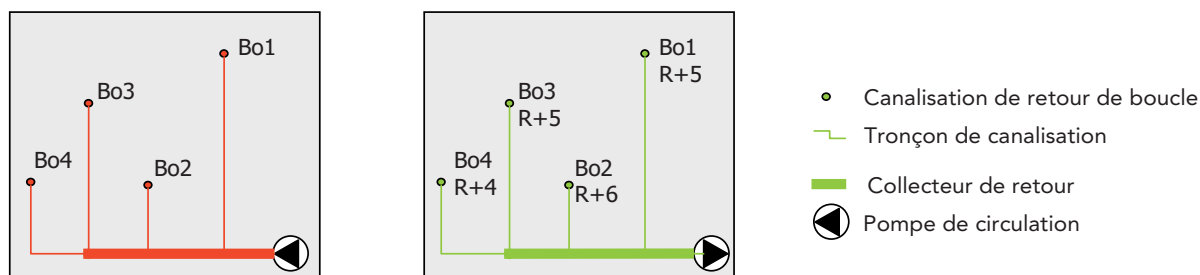 Bo1
Bo3
Bo4
Bo2
Bo1
R+5
Bo3
R+5
Bo4
R+4
Bo2
R+6
Canalisation de retour de boucle
Tronçon de canalisation
Collecteur de retour
Pompe de circulation